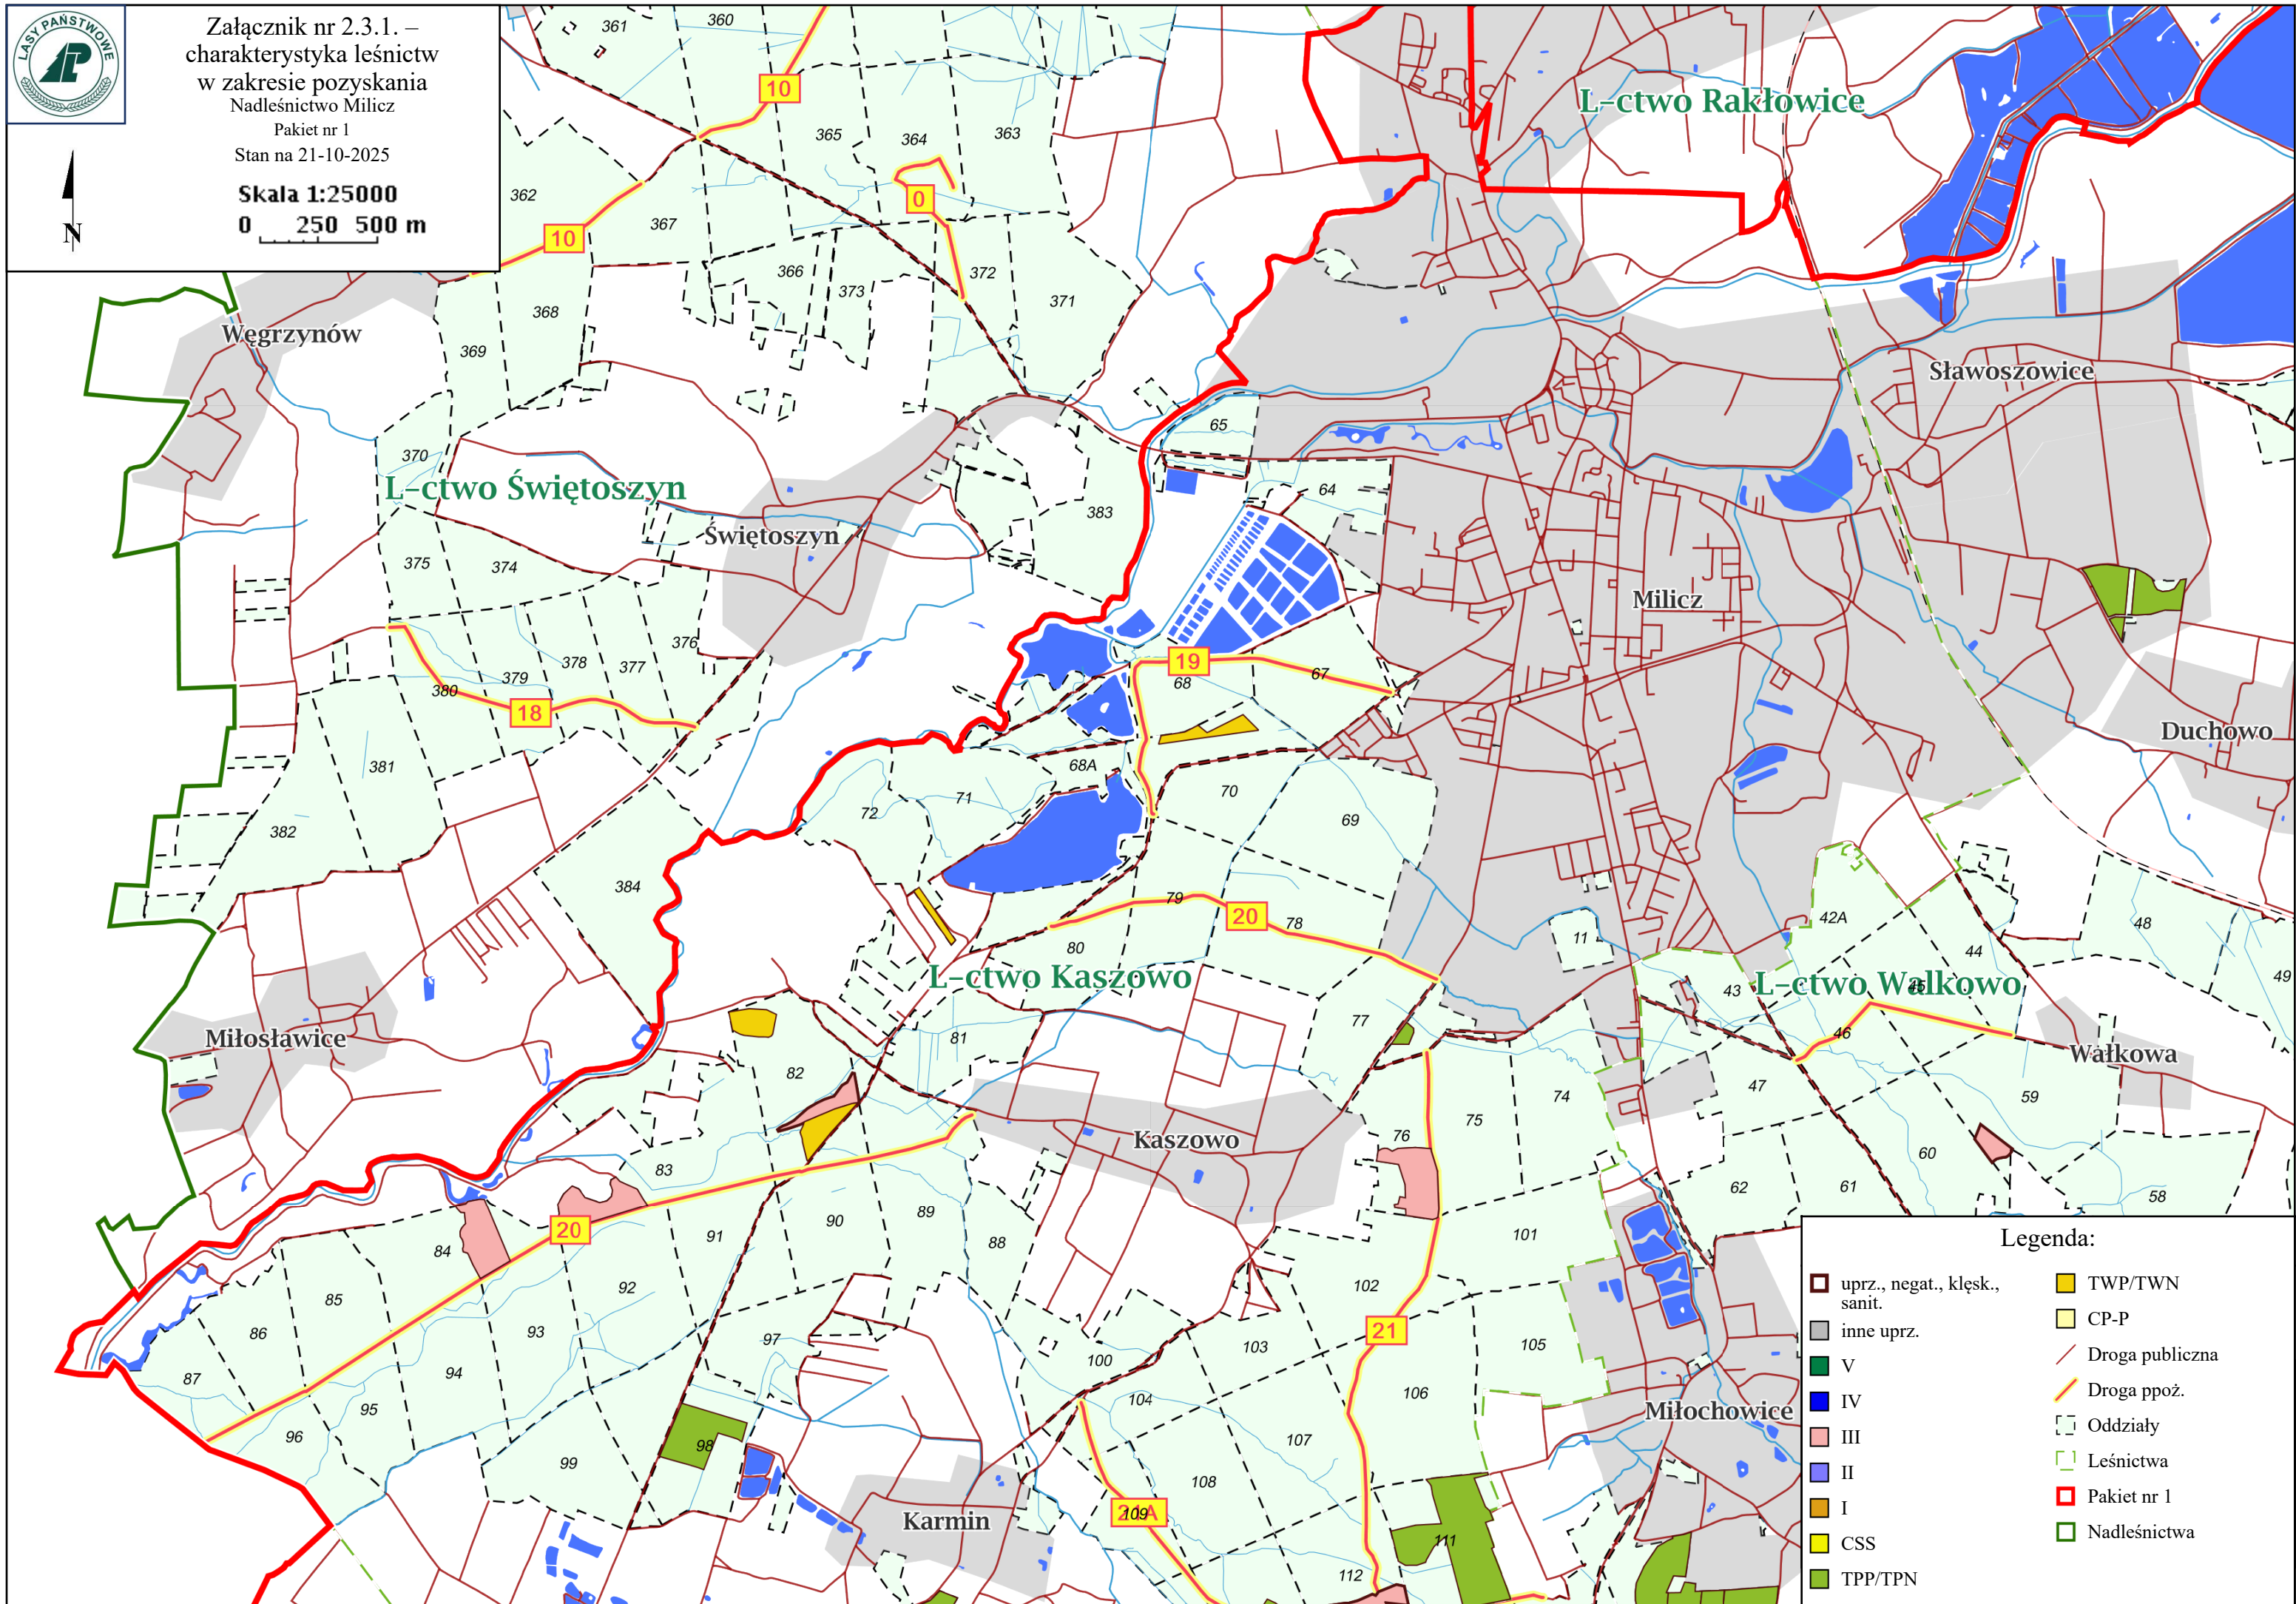 LASY PAŃSTWOWE
Załącznik nr 2.3.1. –
charakterystyka leśnictw
w zakresie pozyskania
Nadleśnictwo Milicz
Pakiet nr 1
Stan na 21-10-2025
Skala 1:25000
0 250 500 m
N
361
360
10
365
364
363
L-ctwo Rakłowice
362
0
367
10
366
372
373
371
368
369
Węgrzynów
Sławoszowice
65
370
L-ctwo Świętoszyn
64
383
Świętoszyn
375
374
Milicz
376
378
377
379
380
18
19
68
67
Duchowo
381
68A
70
71
72
69
382
384
79
20
78
80
11
42A
48
44
L-ctwo Kaszowo
49
43
L-ctwo Walkowo
45
77
Miłosławice
81
46
Wałkowa
82
47
74
59
75
76
Kaszowo
60
83
62
61
58
89
90
20
91
88
84
101
92
102
85
86
93
21
97
103
105
100
87
94
106
104
95
96
98
107
99
108
Miłochowice
21A
109
Karmin
111
112
Legenda:
uprz., negat., klęsk.,
sanit.
inne uprz.
V
IV
III
II
I
CSS
TPP/TPN
TWP/TWN
CP-P
Droga publiczna
Droga ppoż.
Oddziały
Leśnictwa
Pakiet nr 1
Nadleśnictwa